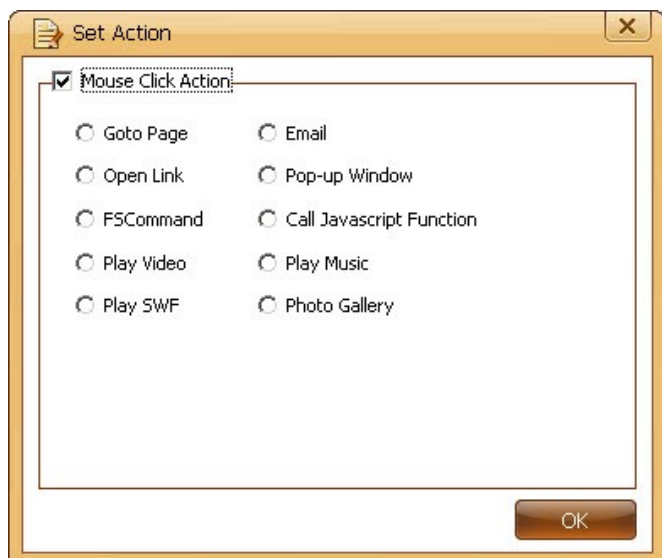 Set Action
Mouse Click Action
Goto Page Email
Open Link Pop-up Window
FSCommand Call Javascript Function
Play Video Play Music
Play SWF Photo Gallery
OK